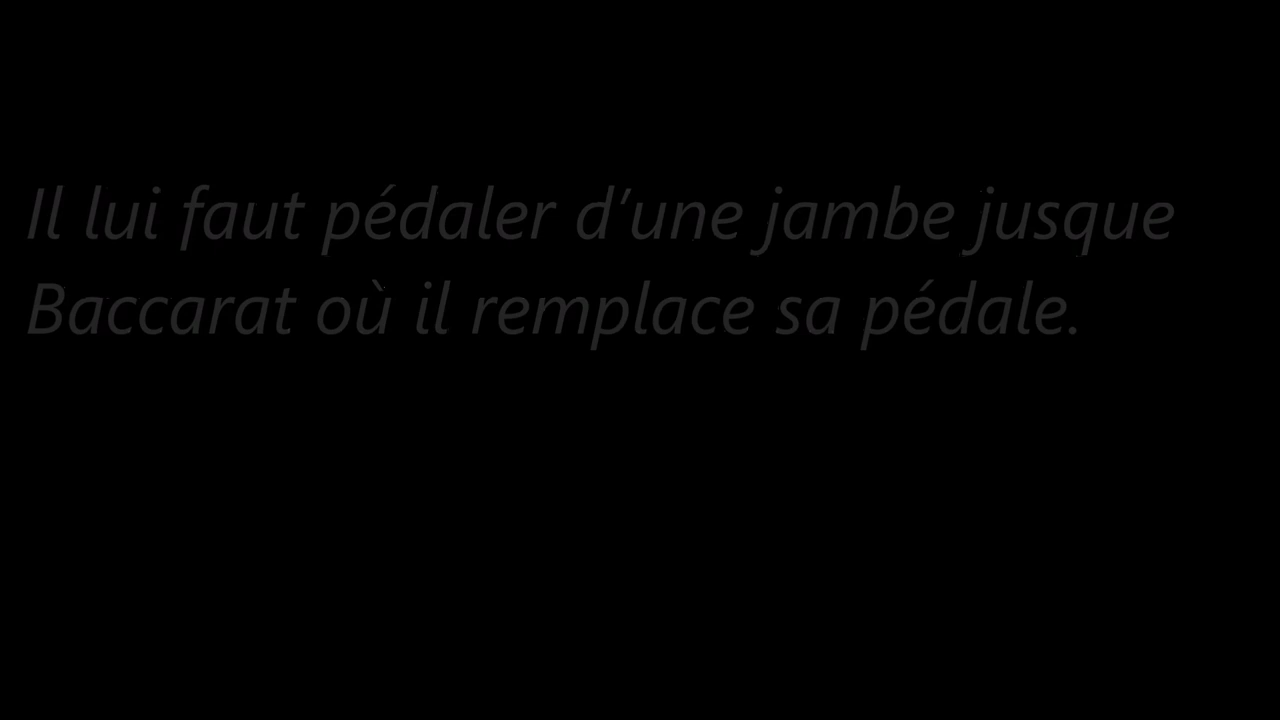 Il lui faut pédaler d’une jambe jusque
Baccarat où il remplace sa pédale.